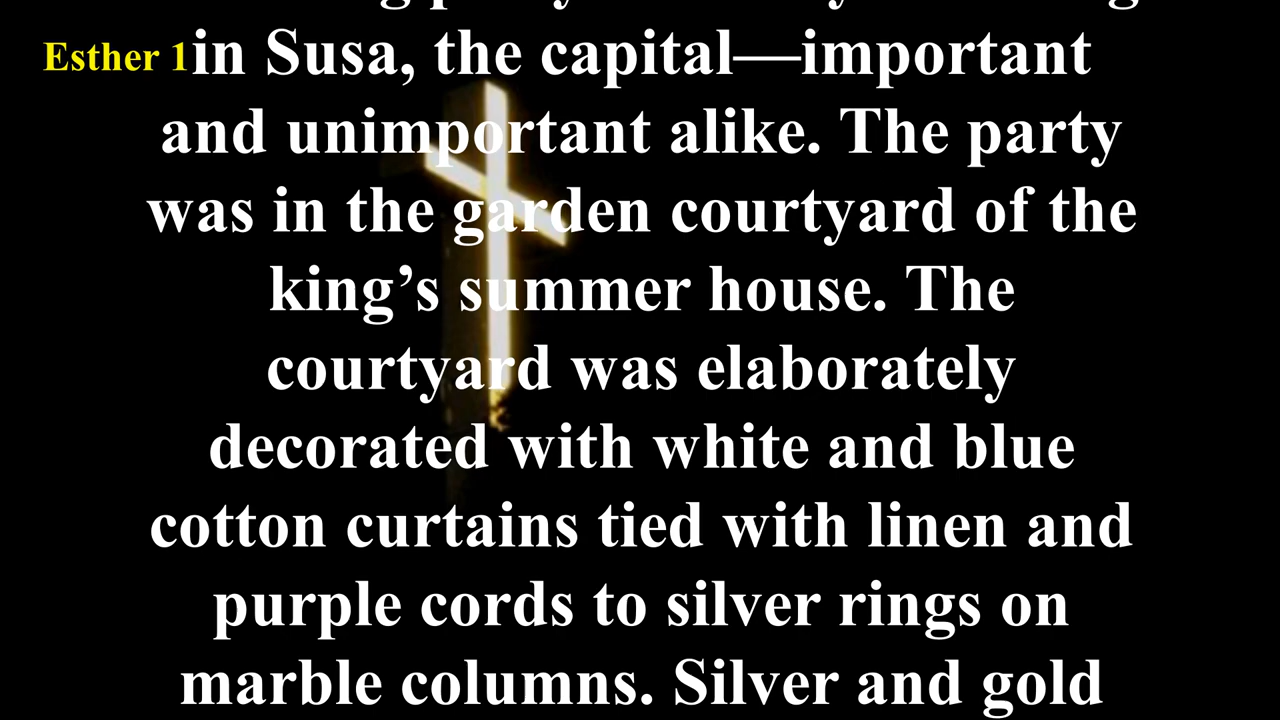 Esther 1
in Susa, the capital—important
and unimportant alike. The party
was in the garden courtyard of the
king’s summer house. The
courtyard was elaborately
decorated with white and blue
cotton curtains tied with linen and
purple cords to silver rings on
marble columns. Silver and gold